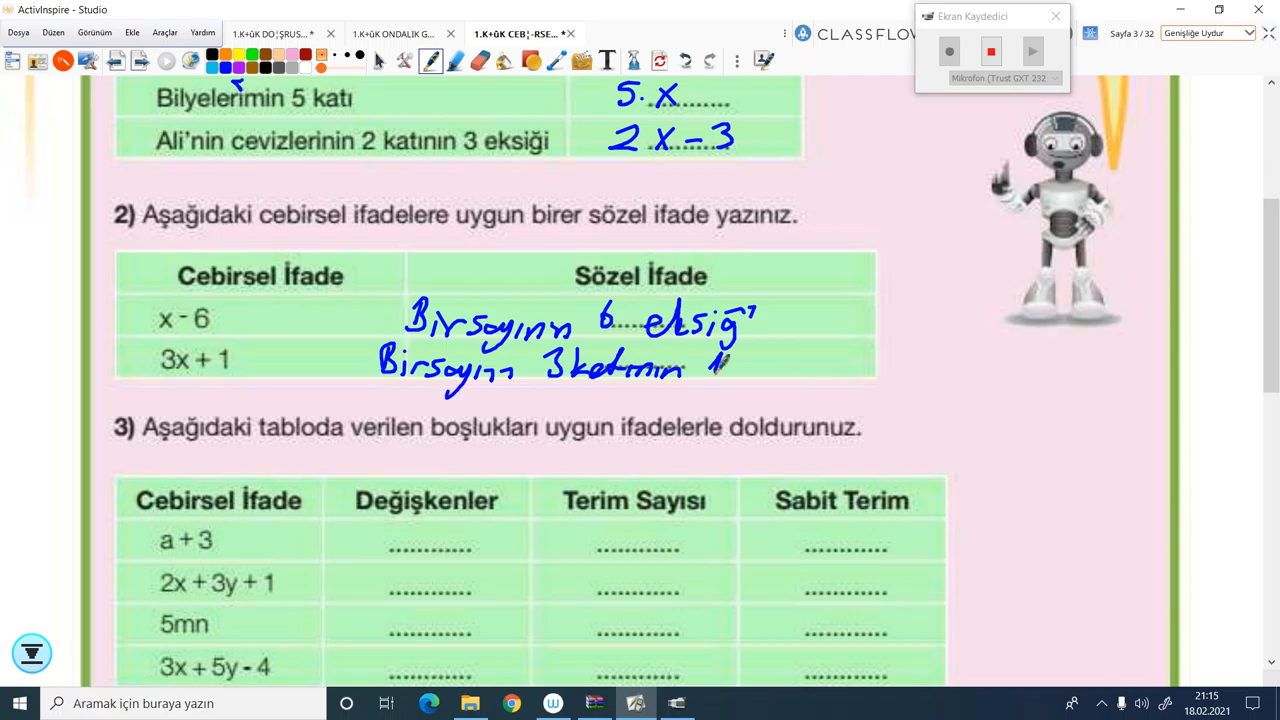 ActivInspire - Studio
Ekran Kaydedici
Dosya Düzen Görünüm Ekle Araçlar Yardım
1.K+ûK DO¦ŞRUS... *
1.K+ûK UNDALIK G... *
1.K+ûK CEB¦-RSE... *
CLASSFLOW
Sayfa 3 / 32
Genişliğe Uydur
Mikrofon (Trust GXT 232
Bilyelerimin 5 katı 5.x..........
Ali'nin cevizlerinin 2 katının 3 eksiği 2x-3
2) Aşağıdaki cebirsel ifadelere uygun birer sözel ifade yazınız.
Cebirsel İfade Sözel İfade
x - 6 Bir sayının 6 eksiği
3x + 1 Bir sayının 3 katının 1
3) Aşağıdaki tabloda verilen boşlukları uygun ifadelerle doldurunuz.
Cebirsel İfade Değişkenler Terim Sayısı Sabit Terim
a + 3 ............ ............ ............
2x + 3y + 1 ............ ............ ............
5mn ............ ............ ............
3x + 5y - 4 ............ ............ ............
Aramak için buraya yazın
21:15
18.02.2021